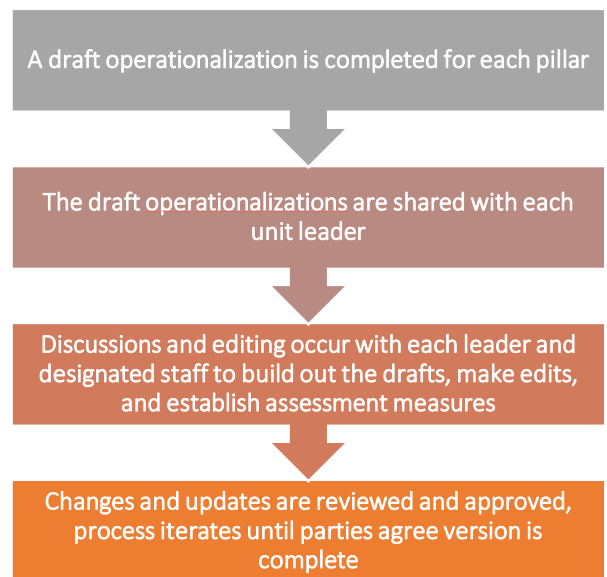 A draft operationalization is completed for each pillar
The draft operationalizations are shared with each
unit leader
Discussions and editing occur with each leader and
designated staff to build out the drafts, make edits,
and establish assessment measures
Changes and updates are reviewed and approved,
process iterates until parties agree version is
complete